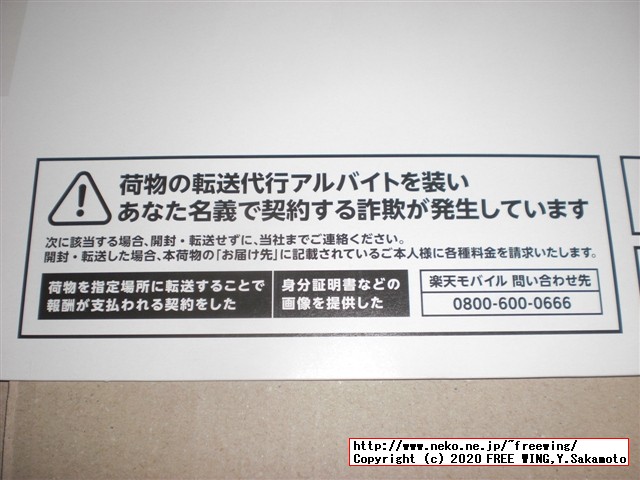 荷物の転送代行アルバイトを装い
あなた名義で契約する詐欺が発生しています
次に該当する場合、開封・転送せずに、当社までご連絡ください。
開封・転送した場合、本荷物の「お届け先」に記載されているご本人様に各種料金を請求いたします。
荷物を指定場所に転送することで
報酬が支払われる契約をした
身分証明書などの
画像を提供した
楽天モバイル 問い合わせ先
0800-600-0666
http://www.neko.ne.jp/~freewing/
Copyright (c) 2020 FREE WING,Y.Sakamoto